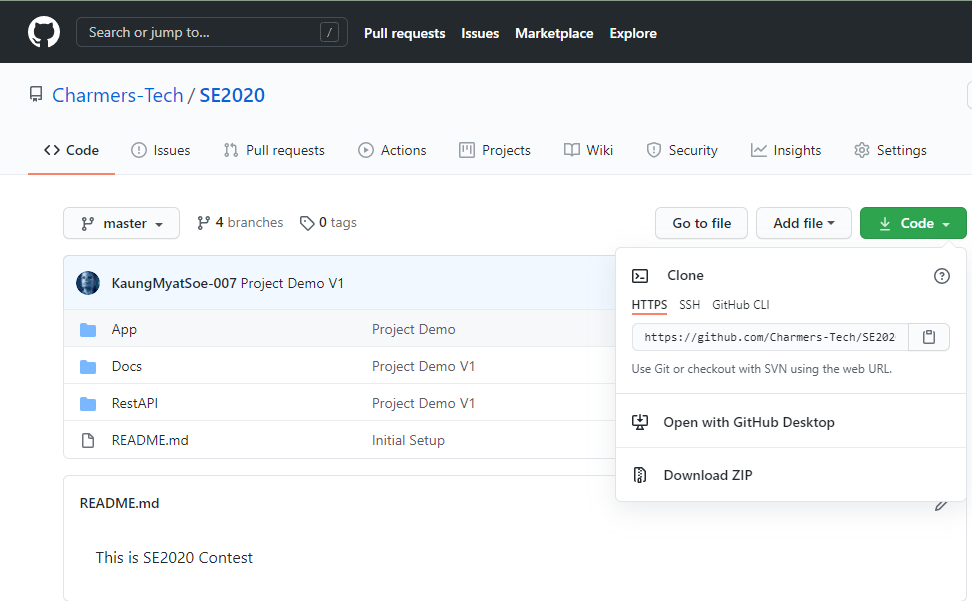 Search or jump to... /
Pull requests Issues Marketplace Explore
Charmers-Tech / SE2020
Code Issues Pull requests Actions Projects Wiki Security Insights Settings
master 4 branches 0 tags Go to file Add file Code
KaungMyatSoe-007 Project Demo V1
App Project Demo
Docs Project Demo V1
RestAPI Project Demo V1
README.md Initial Setup
Clone ?
HTTPS SSH GitHub CLI
https://github.com/Charmers-Tech/SE202
Use Git or checkout with SVN using the web URL.
Open with GitHub Desktop
Download ZIP
README.md
This is SE2020 Contest